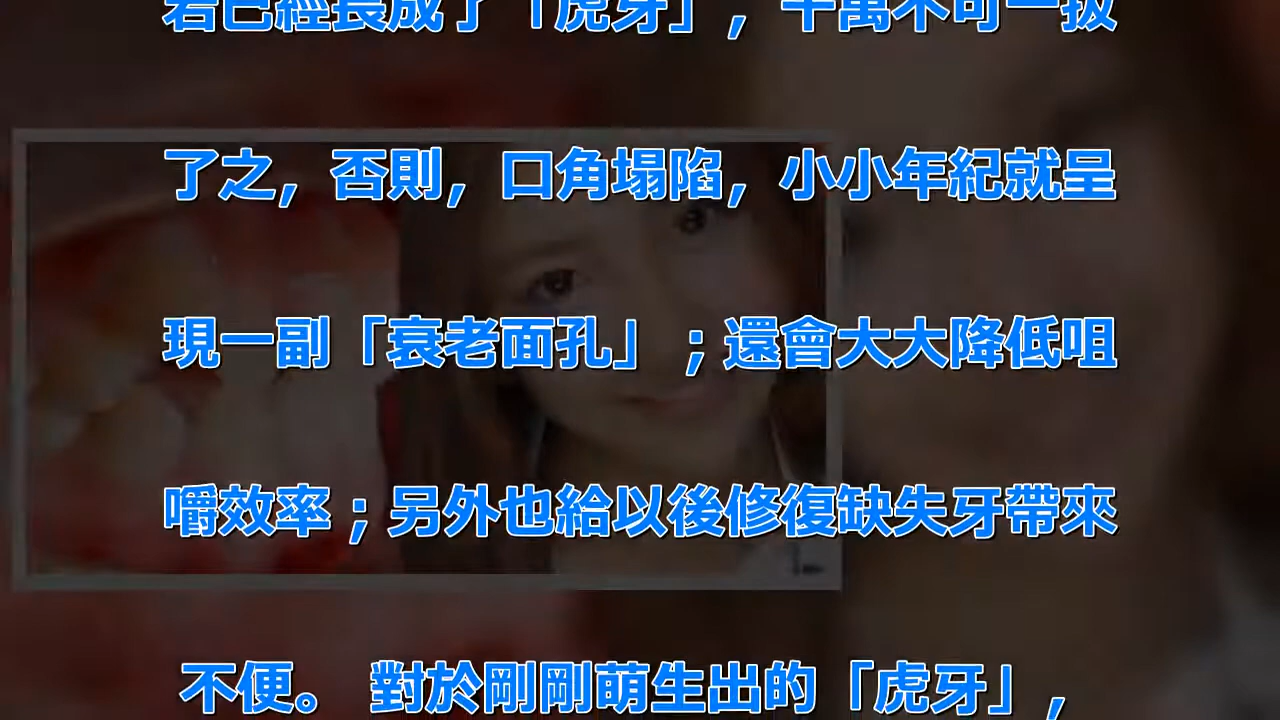 若已經長成了「虎牙」，千萬不可一拔
了之，否則，口角塌陷，小小年紀就呈
現一副「衰老面孔」；還會大大降低咀
嚼效率；另外也給以後修復缺失牙帶來
不便。 對於剛剛萌生出的「虎牙」，